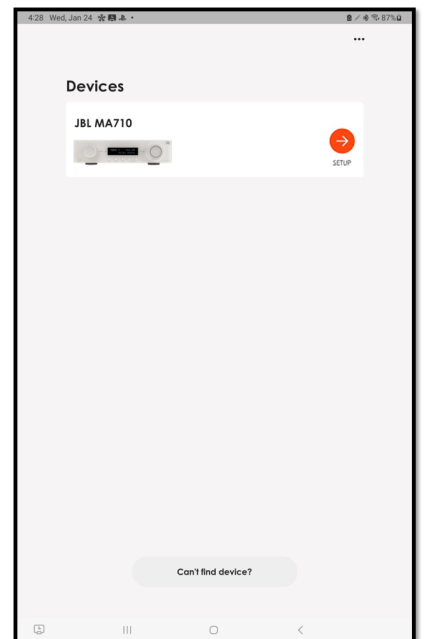 4:28 Wed, Jan 24
87%
•••
Devices
JBL MA710
SETUP
Can't find device?